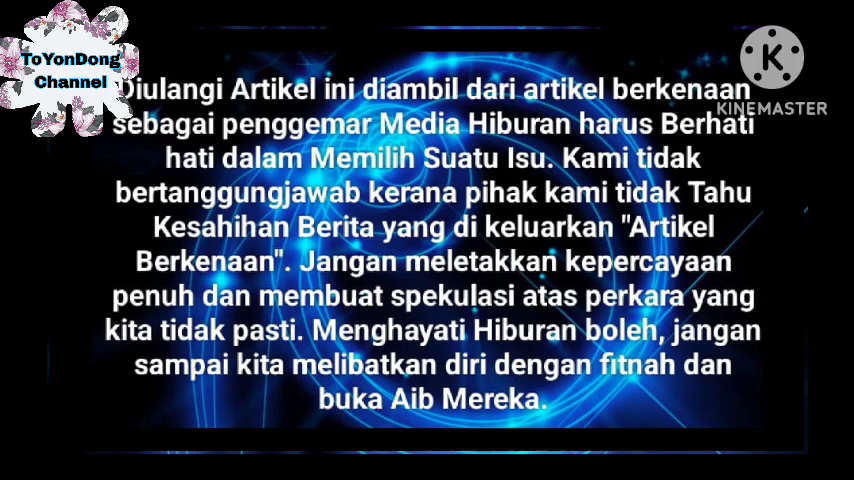 ToYonDong
Channel
KINEMASTER
Diulangi Artikel ini diambil dari artikel berkenaan
sebagai penggemar Media Hiburan harus Berhati
hati dalam Memilih Suatu Isu. Kami tidak
bertanggungjawab kerana pihak kami tidak Tahu
Kesahihan Berita yang di keluarkan "Artikel
Berkenaan". Jangan meletakkan kepercayaan
penuh dan membuat spekulasi atas perkara yang
kita tidak pasti. Menghayati Hiburan boleh, jangan
sampai kita melibatkan diri dengan fitnah dan
buka Aib Mereka.